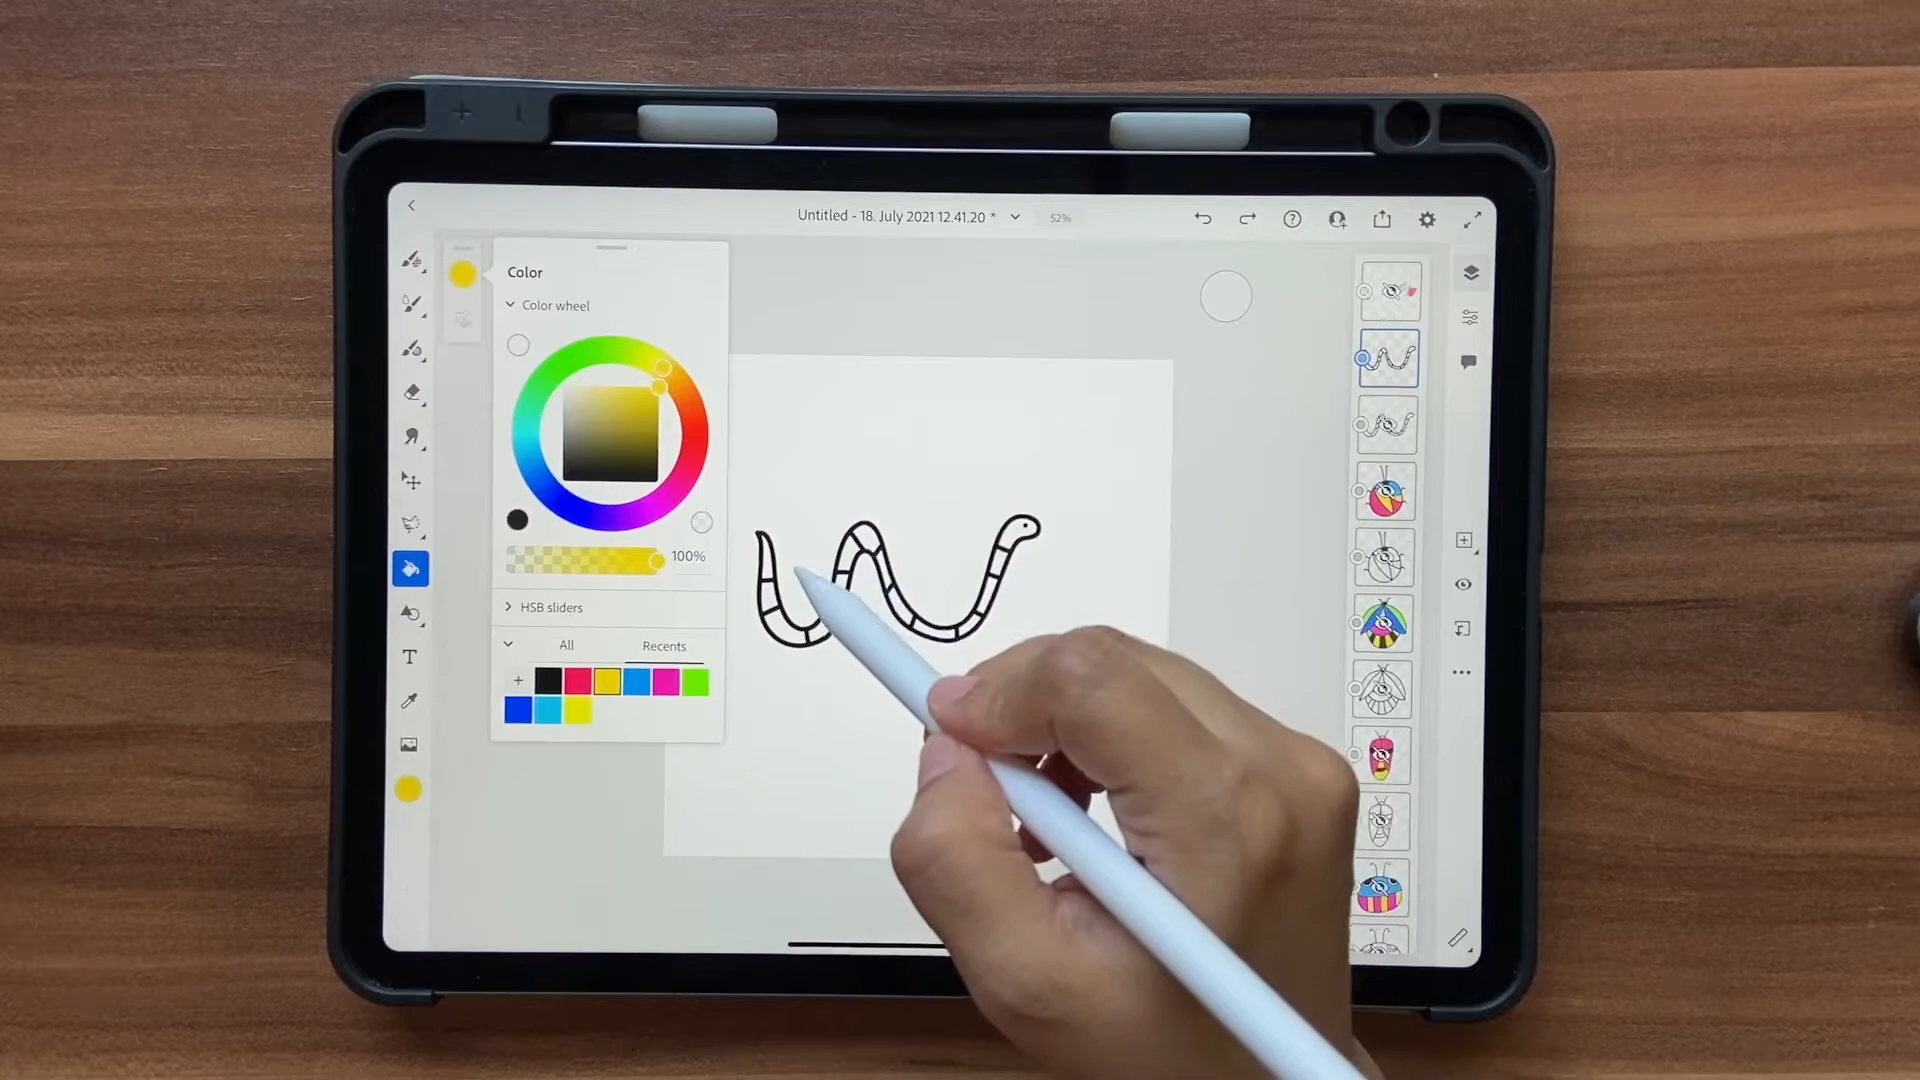 Untitled - 18. July 2021 12.41.20 *
52%
Color
Color wheel
100%
HSB sliders
All
Recents
T